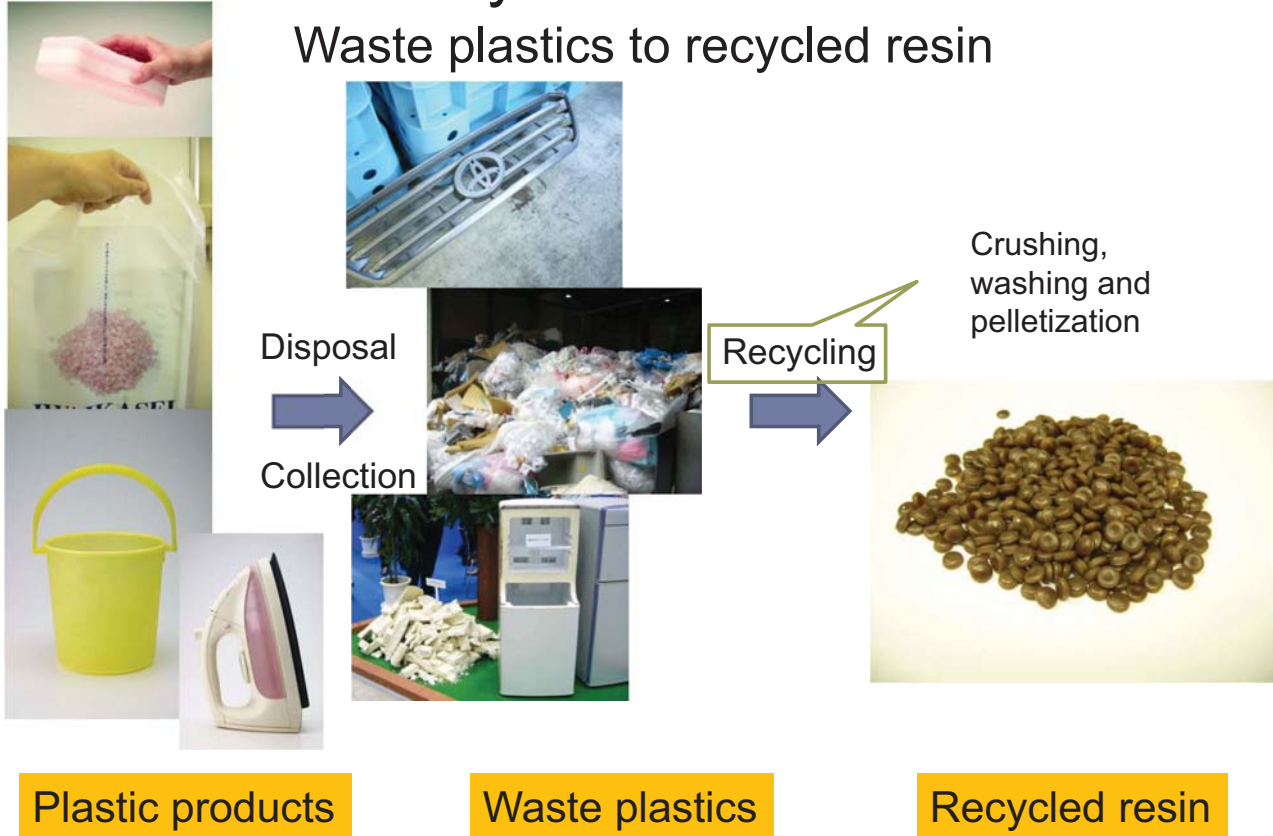 Waste plastics to recycled resin
Disposal
Collection
Recycling
Crushing,
washing and
pelletization
Plastic products
Waste plastics
Recycled resin